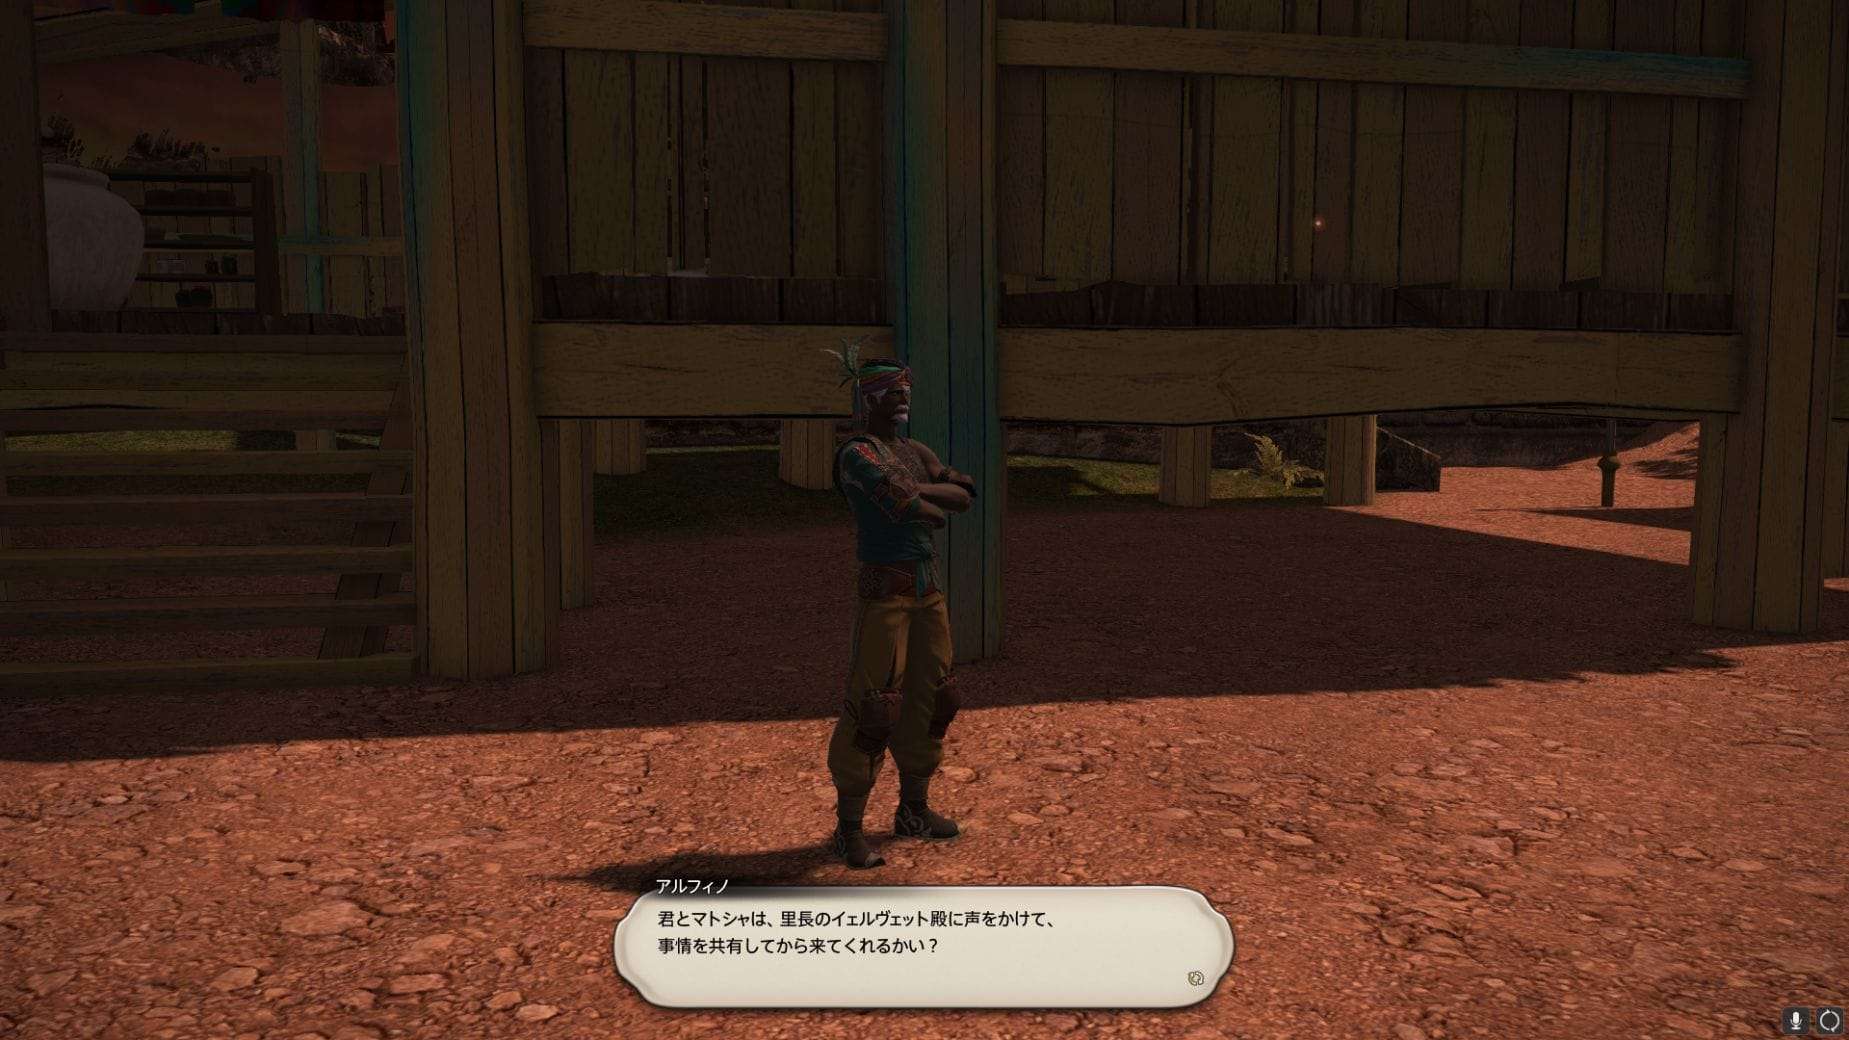 アルフィノ
君とマトシャは、里長のイェルヴェット殿に声をかけて、
事情を共有してから来てくれるかい？